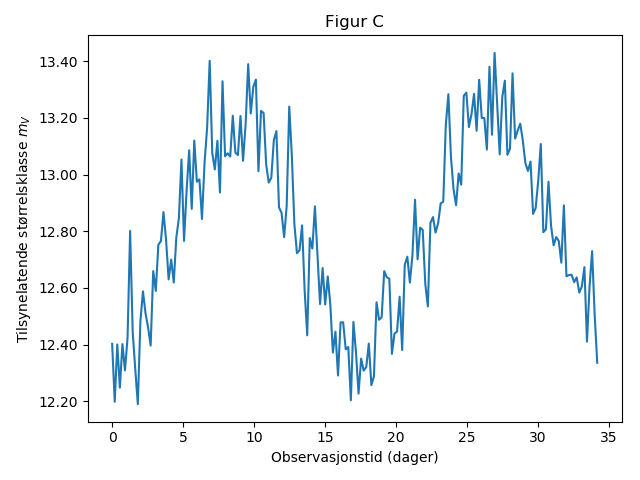 Figur C
Tilsynelatende størrelsklasse m_V
13.40
13.20
13.00
12.80
12.60
12.40
12.20
0 5 10 15 20 25 30 35
Observasjonstid (dager)